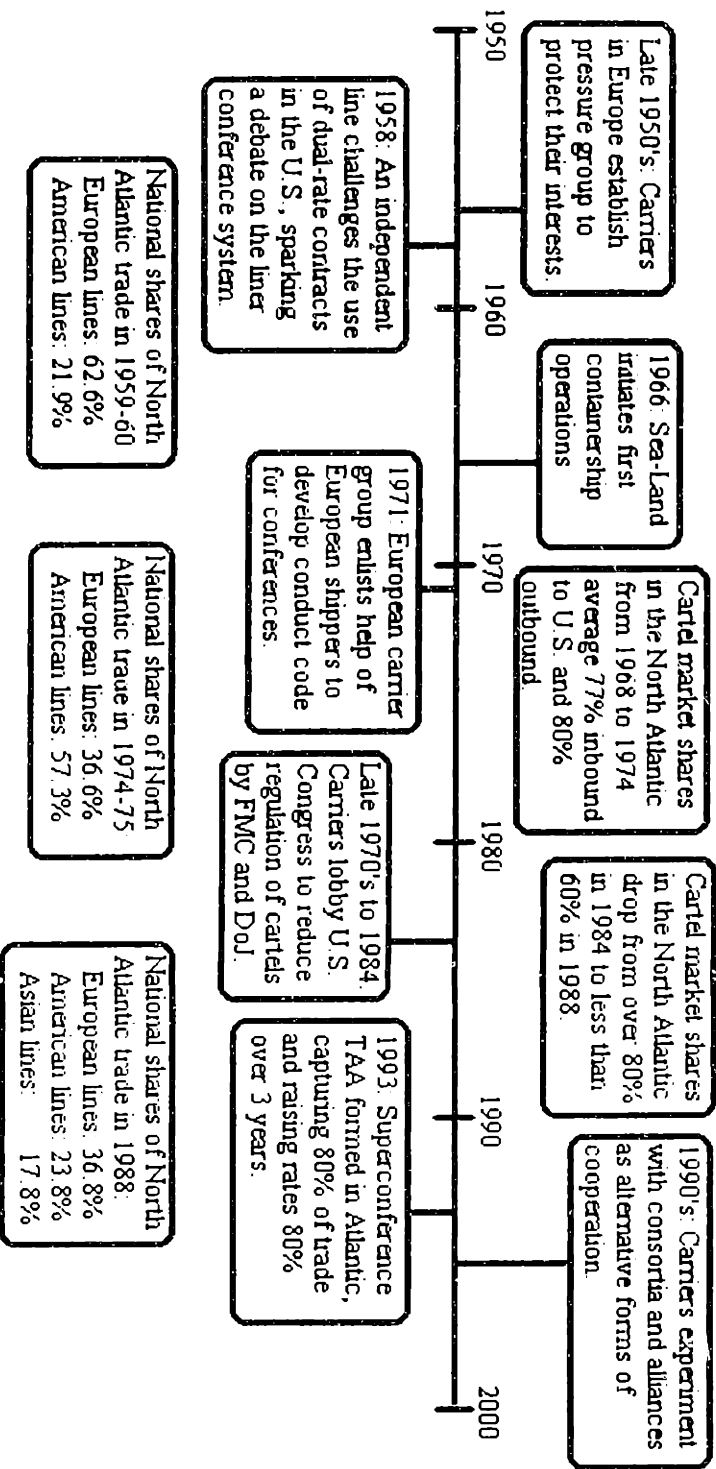 Late 1950's: Carriers
in Europe establish
pressure group to
protect their interests.
1966: Sea-Land
initiates first
containership
operations
Cartel market shares
in the North Atlantic
from 1968 to 1974
average 77% inbound
to U.S. and 80%
outbound.
Cartel market shares
in the North Atlantic
drop from over 80%
in 1984 to less than
60% in 1988.
1990's: Carriers experiment
with consortia and alliances
as alternative forms of
cooperation.
1950
1960
1970
1980
1990
2000
1958: An independent
line challenges the use
of dual-rate contracts
in the U.S., sparking
a debate on the liner
conference system.
1971: European carrier
group enlists help of
European shippers to
develop conduct code
for conferences.
Late 1970's to 1984:
Carriers lobby U.S.
Congress to reduce
regulation of cartels
by FMC and DoJ.
1993: Superconference
TAA formed in Atlantic,
capturing 80% of trade
and raising rates 80%
over 3 years.
National shares of North
Atlantic trade in 1959-60
European lines: 62.6%
American lines: 21.9%
National shares of North
Atlantic trade in 1974-75
European lines: 36.6%
American lines: 57.3%
National shares of North
Atlantic trade in 1988:
European lines: 36.8%
American lines: 23.8%
Asian lines: 17.8%